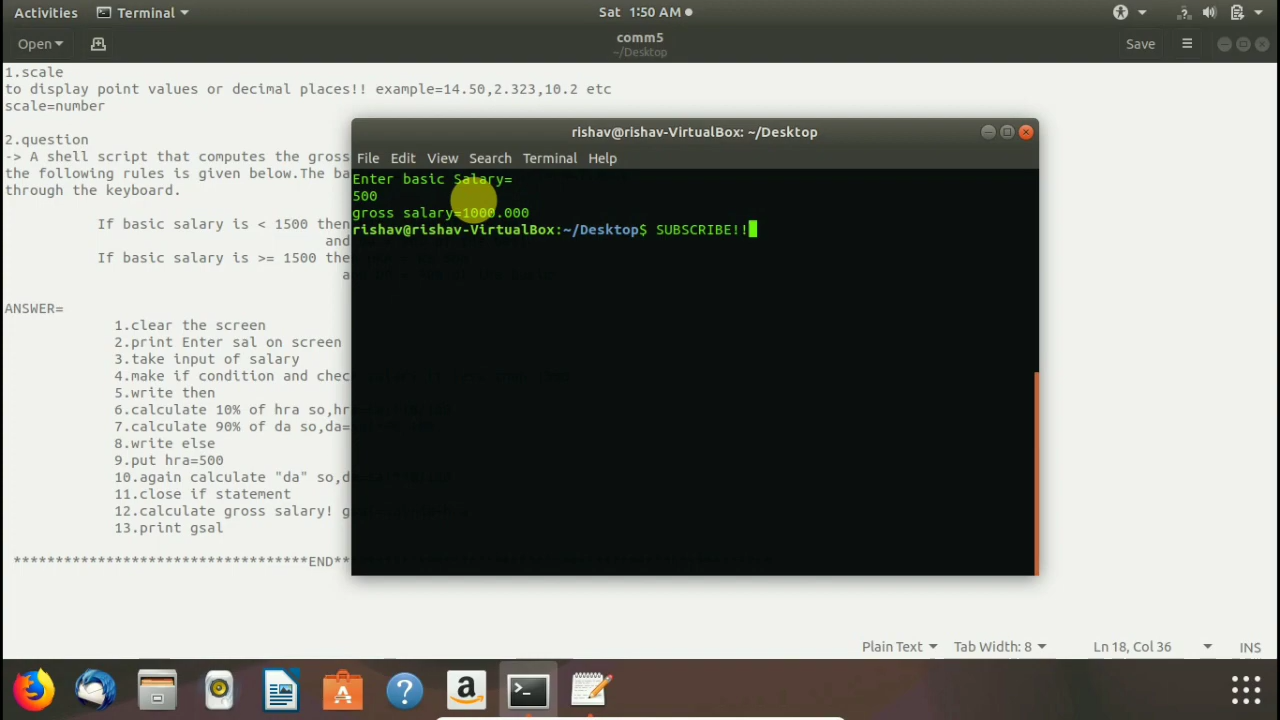 Activities Terminal Sat 1:50 AM
Open comm5 Save
~/Desktop
1.scale
to display point values or decimal places!! example=14.50,2.323,10.2 etc
scale=number
2.question
-> A shell script that computes the gross
the following rules is given below.The ba
through the keyboard.
If basic salary is < 1500 then
and
If basic salary is >= 1500 the
a
ANSWER=
1.clear the screen
2.print Enter sal on screen
3.take input of salary
4.make if condition and chec
5.write then
6.calculate 10% of hra so,hr
7.calculate 90% of da so,da=
8.write else
9.put hra=500
10.again calculate "da" so,d
11.close if statement
12.calculate gross salary! g
13.print gsal
***********************************END**
rishav@rishav-VirtualBox: ~/Desktop
File Edit View Search Terminal Help
Enter basic Salary=
500
gross salary=1000.000
rishav@rishav-VirtualBox:~/Desktop$ SUBSCRIBE!!
Plain Text Tab Width: 8 Ln 18, Col 36 INS